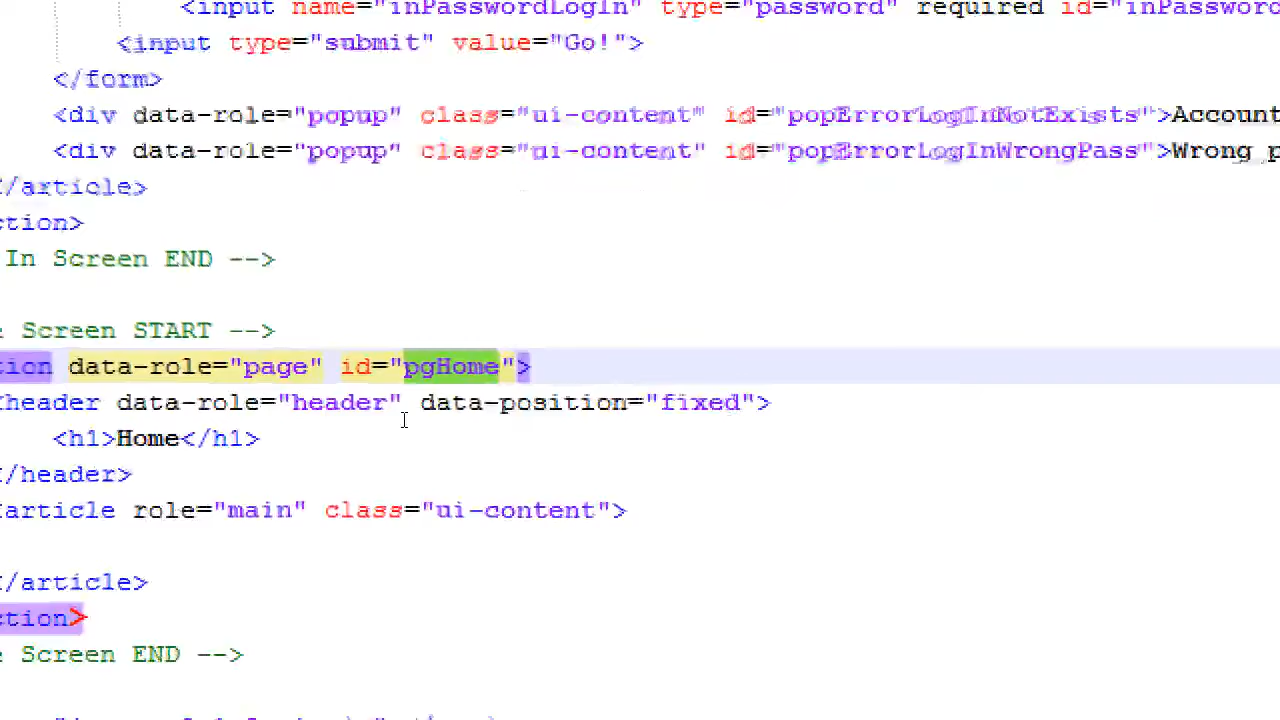 <input name="inPasswordLogIn" type="password" required id="inPassword
<input type="submit" value="Go!">
</form>
<div data-role="popup" class="ui-content" id="popErrorLogInNotExists">Account
<div data-role="popup" class="ui-content" id="popErrorLogInWrongPass">Wrong p
/article>
ction>
In Screen END -->
Screen START -->
tion data-role="page" id="pgHome">
header data-role="header" data-position="fixed">
<h1>Home</h1>
/header>
article role="main" class="ui-content">
/article>
ction>
Screen END -->